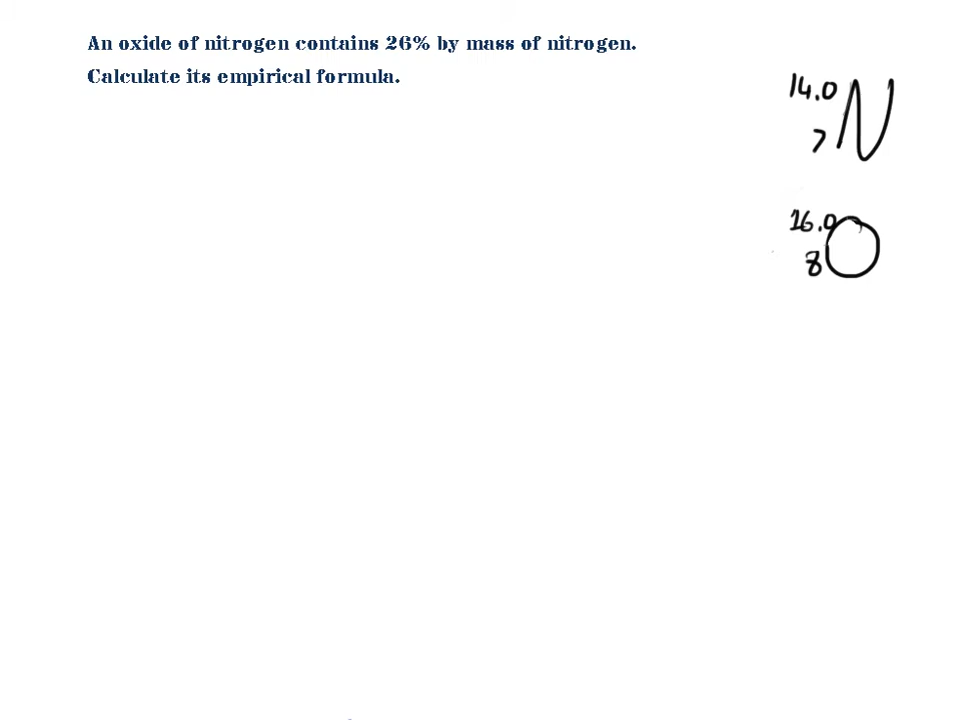 An oxide of nitrogen contains 26% by mass of nitrogen.
Calculate its empirical formula.
14.0
7 N
16.0
8 O